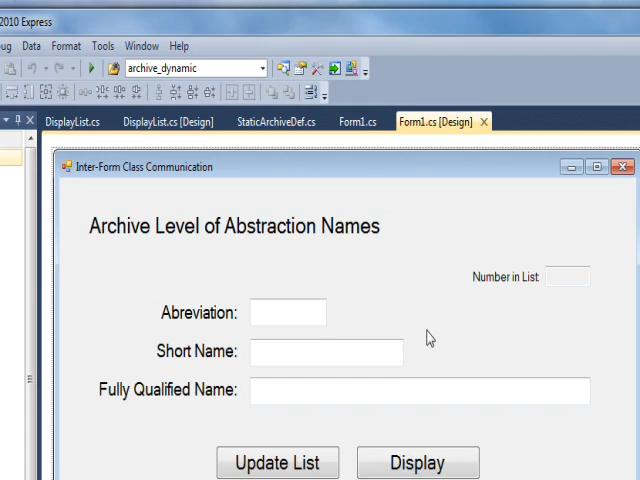 2010 Express
ug Data Format Tools Window Help
archive_dynamic
DisplayList.cs DisplayList.cs [Design] StaticArchiveDef.cs Form1.cs Form1.cs [Design]
Inter-Form Class Communication
Archive Level of Abstraction Names
Number in List:
Abreviation:
Short Name:
Fully Qualified Name:
Update List Display